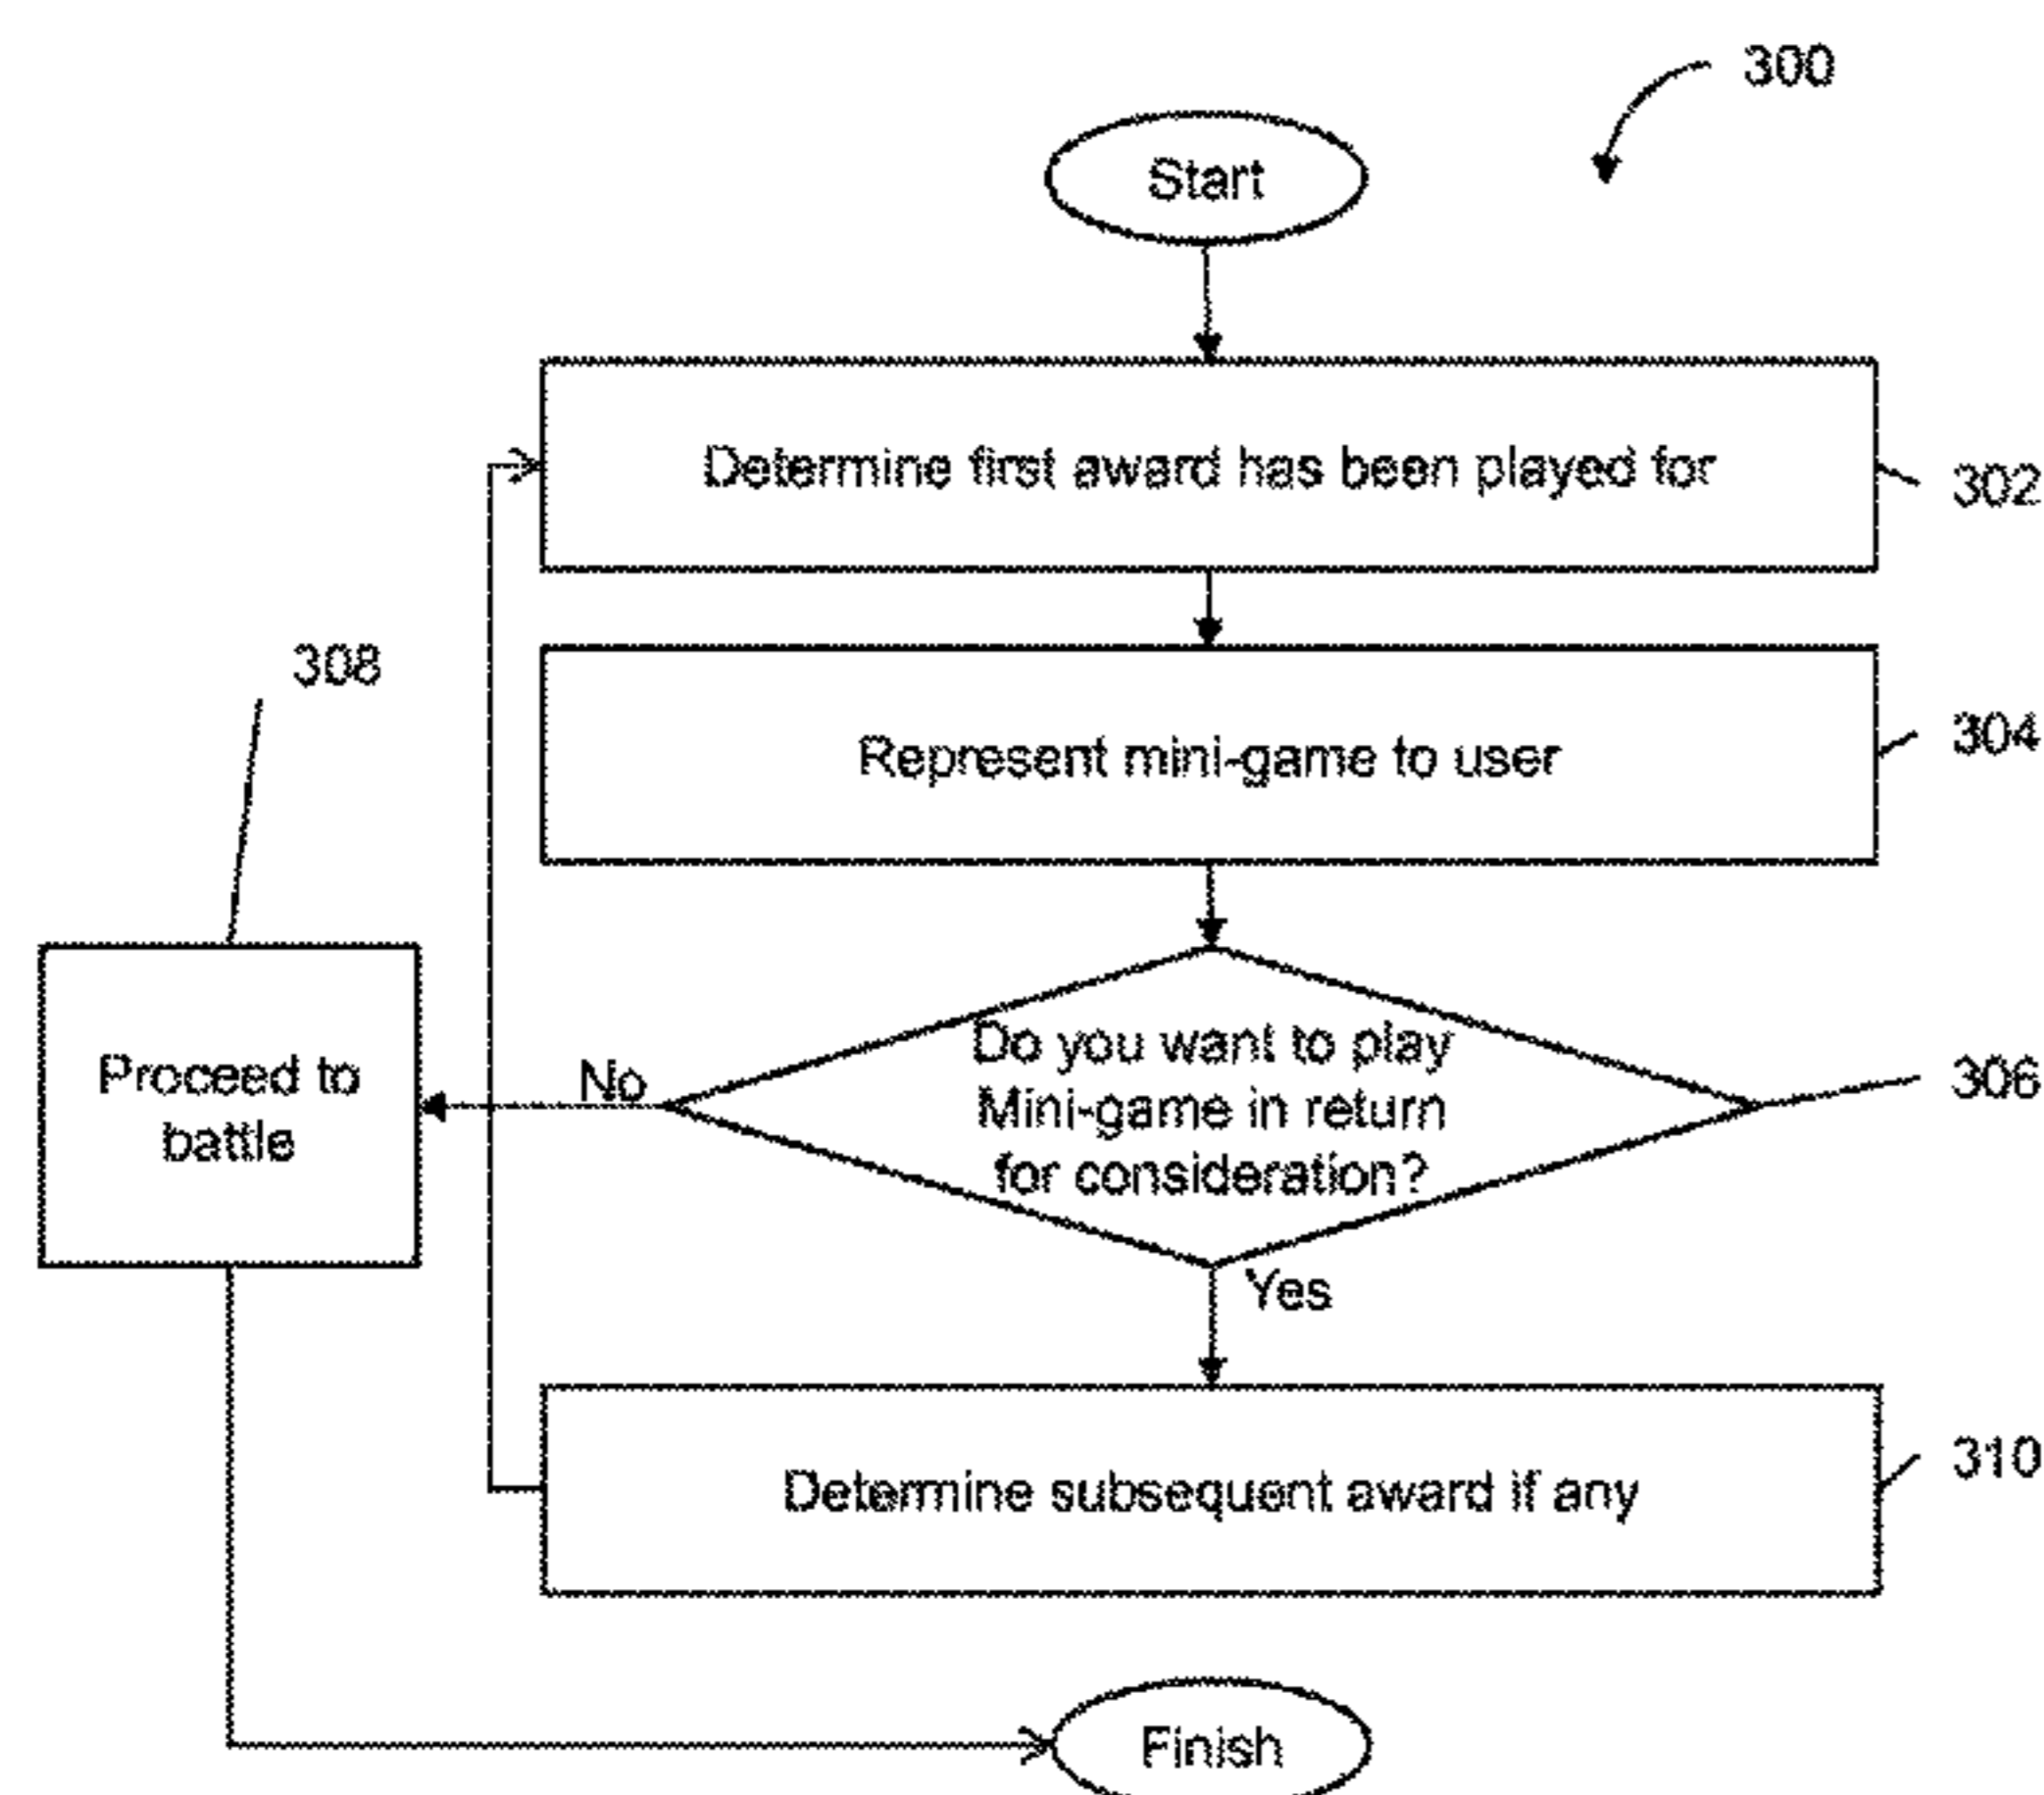 300
Start
Determine first award has been played for
302
308
Represent mini-game to user
304
Proceed to
battle
No
Do you want to play
Mini-game in return
for consideration?
306
Yes
Determine subsequent award if any
310
Finish